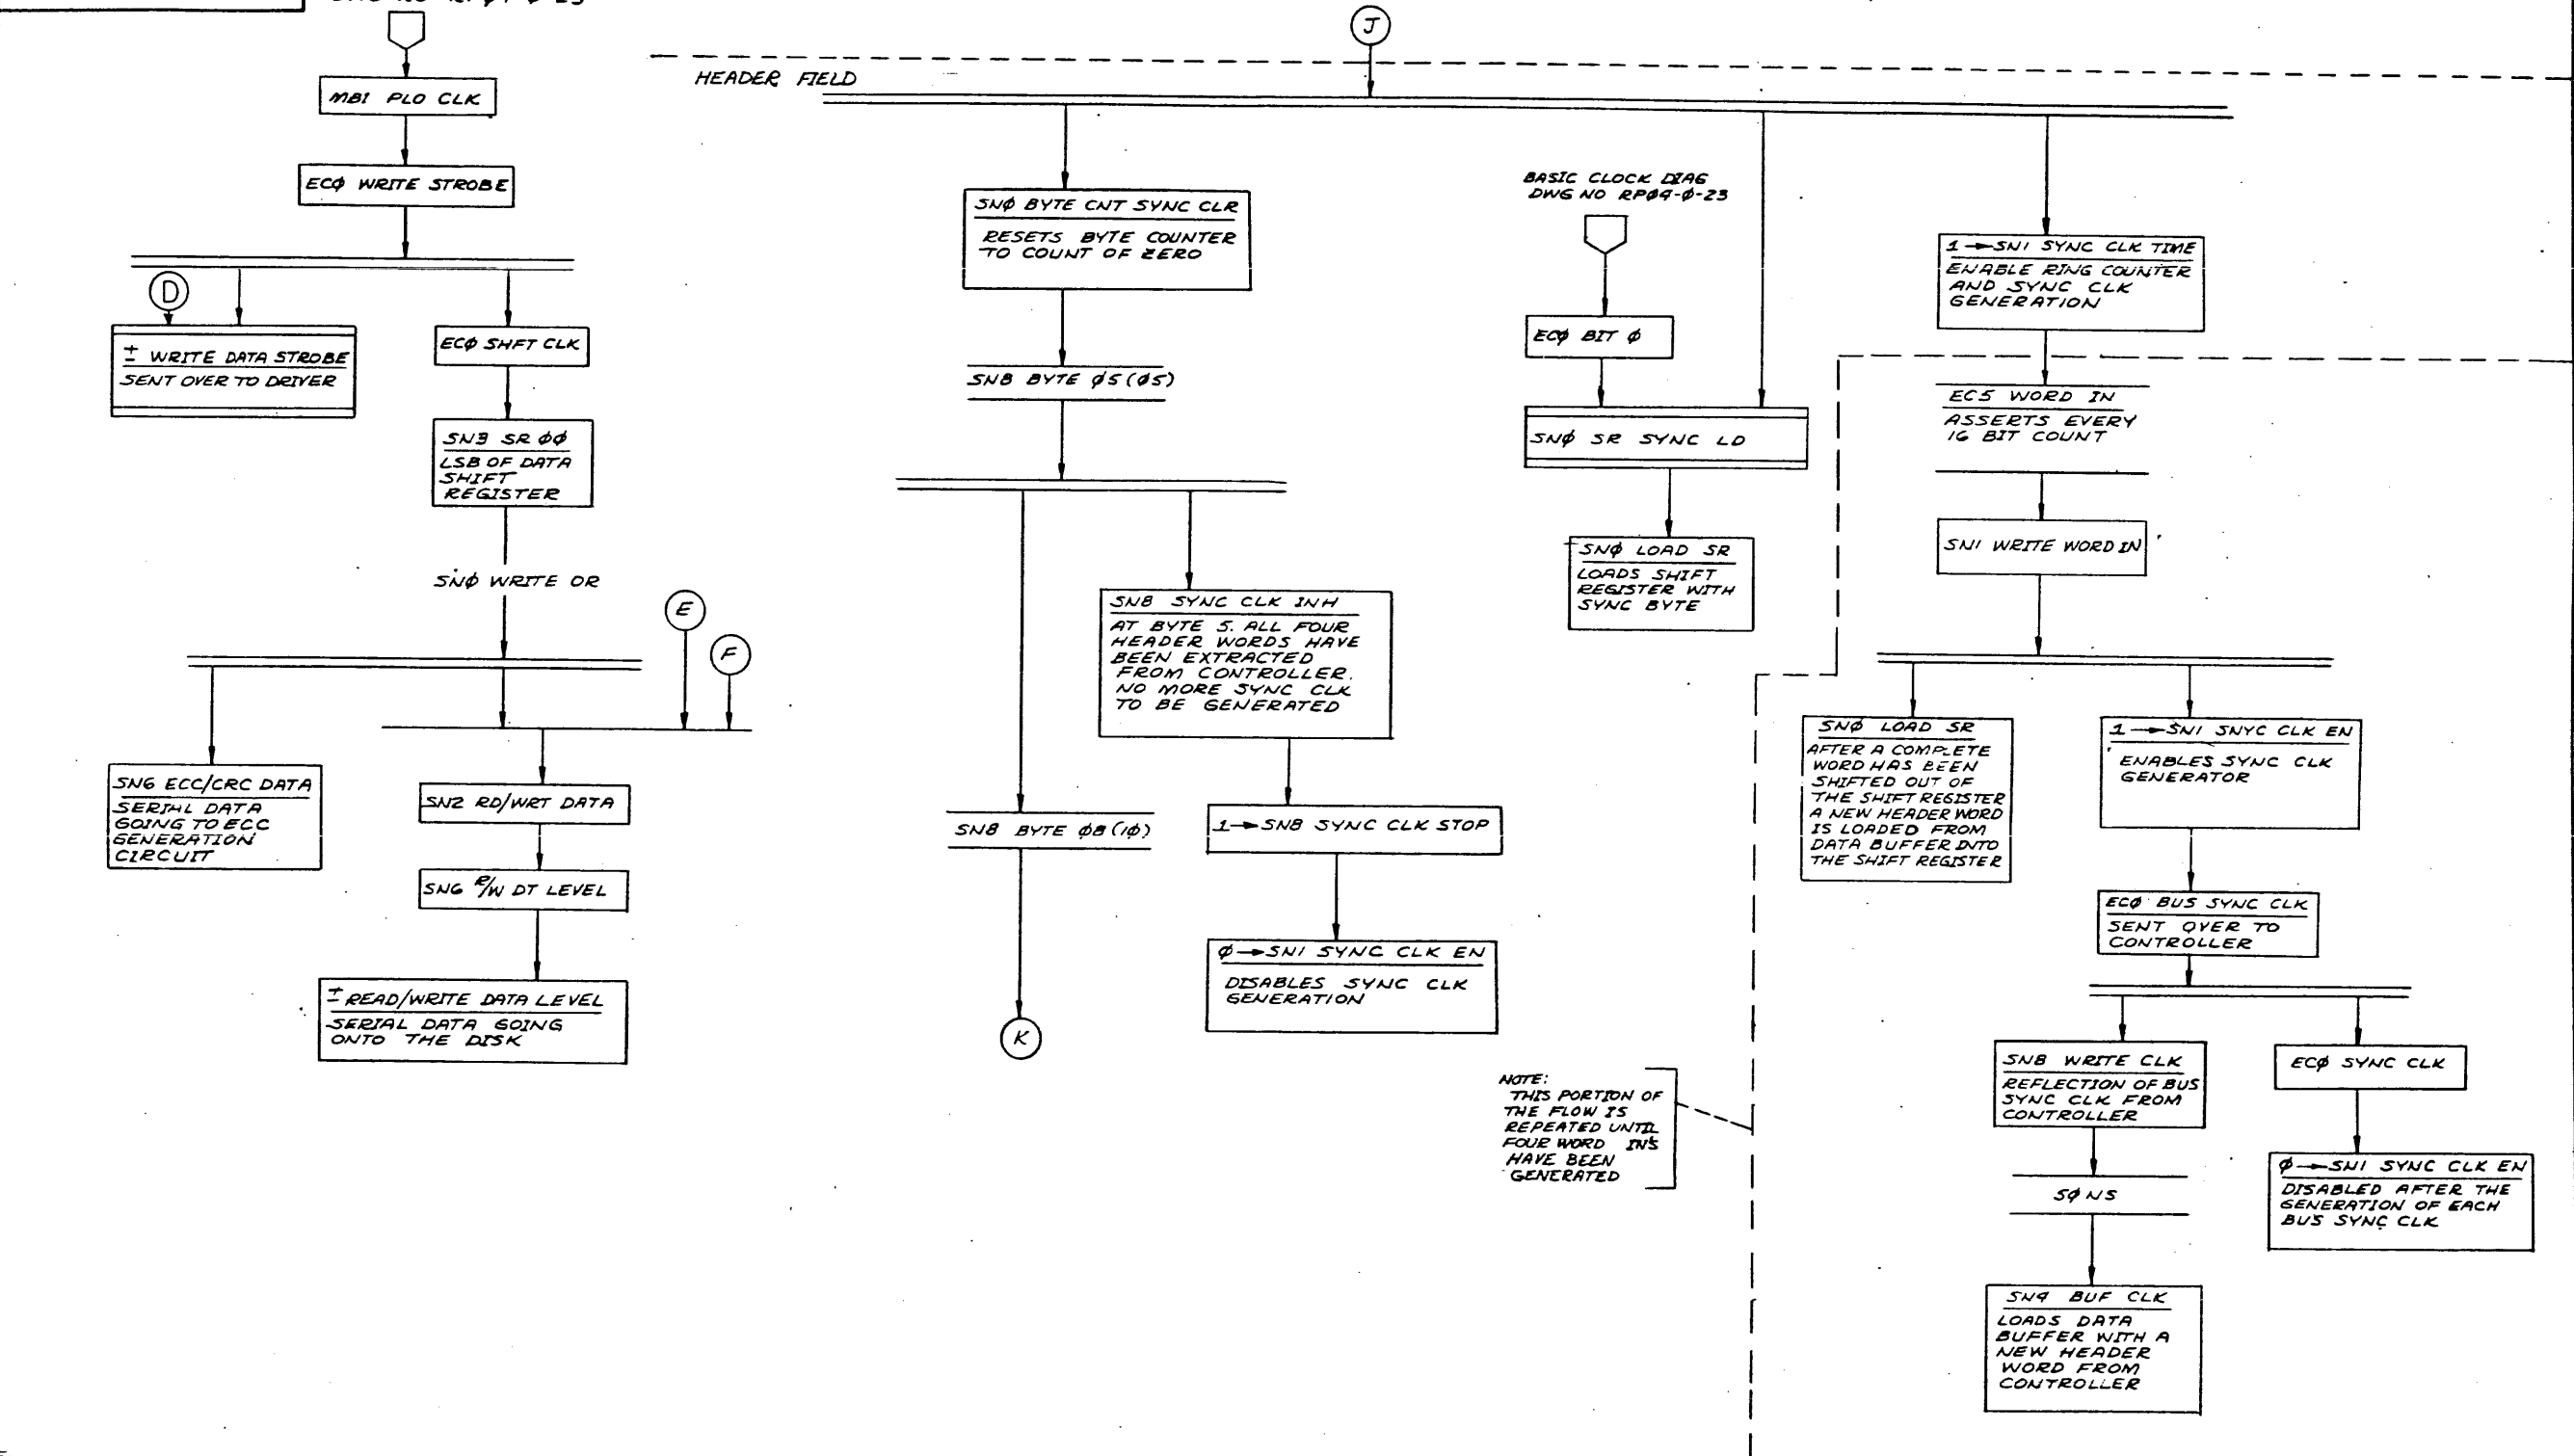 MB1 PLO CLK
ECØ WRITE STROBE
D
± WRITE DATA STROBE
SENT OVER TO DRIVER
ECØ SHFT CLK
SN3 SR ØØ
LSB OF DATA
SHIFT
REGISTER
SNØ WRITE OR
E
F
SN6 ECC/CRC DATA
SERIAL DATA
GOING TO ECC
GENERATION
CIRCUIT
SN2 RD/WRT DATA
SN6 R/W DT LEVEL
± READ/WRITE DATA LEVEL
SERIAL DATA GOING
ONTO THE DISK
J
HEADER FIELD
SNØ BYTE CNT SYNC CLR
RESETS BYTE COUNTER
TO COUNT OF ZERO
SN8 BYTE Ø5 (Ø5)
SN8 SYNC CLK INH
AT BYTE 5. ALL FOUR
HEADER WORDS HAVE
BEEN EXTRACTED
FROM CONTROLLER.
NO MORE SYNC CLK
TO BE GENERATED
SN8 BYTE Ø8 (1Ø)
K
1→SN8 SYNC CLK STOP
Ø→SN1 SYNC CLK EN
DISABLES SYNC CLK
GENERATION
BASIC CLOCK DIAG
DWG NO RPØ4-Ø-23
ECØ BIT Ø
SNØ SR SYNC LD
SNØ LOAD SR
LOADS SHIFT
REGISTER WITH
SYNC BYTE
1→SN1 SYNC CLK TIME
ENABLE RING COUNTER
AND SYNC CLK
GENERATION
EC5 WORD IN
ASSERTS EVERY
16 BIT COUNT
SN1 WRITE WORD IN
SNØ LOAD SR
AFTER A COMPLETE
WORD HAS BEEN
SHIFTED OUT OF
THE SHIFT REGISTER
A NEW HEADER WORD
IS LOADED FROM
DATA BUFFER INTO
THE SHIFT REGISTER
1→SN1 SNYC CLK EN
ENABLES SYNC CLK
GENERATOR
ECØ BUS SYNC CLK
SENT OVER TO
CONTROLLER
SN8 WRITE CLK
REFLECTION OF BUS
SYNC CLK FROM
CONTROLLER
5Ø NS
SN4 BUF CLK
LOADS DATA
BUFFER WITH A
NEW HEADER
WORD FROM
CONTROLLER
ECØ SYNC CLK
Ø→SN1 SYNC CLK EN
DISABLED AFTER THE
GENERATION OF EACH
BUS SYNC CLK
NOTE:
THIS PORTION OF
THE FLOW IS
REPEATED UNTIL
FOUR WORD IN'S
HAVE BEEN
GENERATED